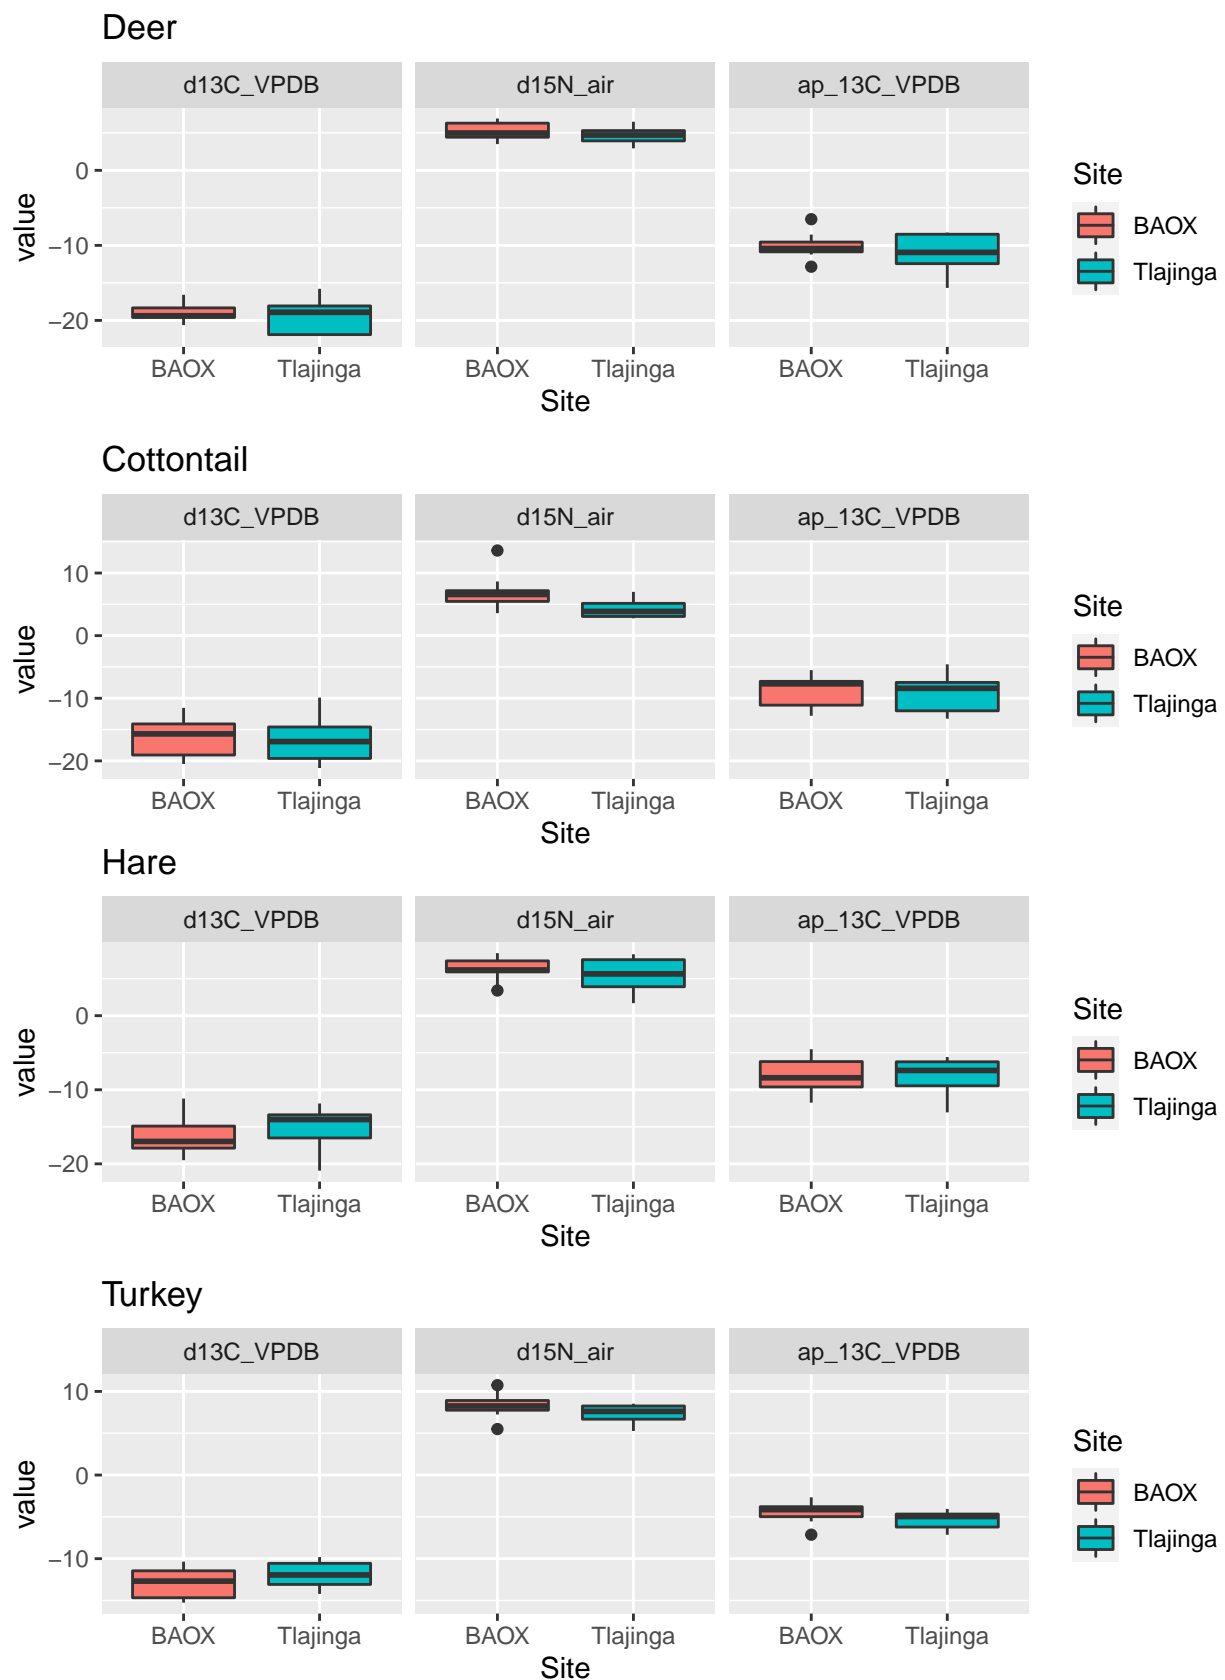 Deer
d13C_VPDB d15N_air ap_13C_VPDB
value
0
−10
−20
BAOX Tlajinga BAOX Tlajinga BAOX Tlajinga
Site
Site
BAOX
Tlajinga
Cottontail
d13C_VPDB d15N_air ap_13C_VPDB
value
10
0
−10
−20
BAOX Tlajinga BAOX Tlajinga BAOX Tlajinga
Site
Site
BAOX
Tlajinga
Hare
d13C_VPDB d15N_air ap_13C_VPDB
value
0
−10
−20
BAOX Tlajinga BAOX Tlajinga BAOX Tlajinga
Site
Site
BAOX
Tlajinga
Turkey
d13C_VPDB d15N_air ap_13C_VPDB
value
10
0
−10
BAOX Tlajinga BAOX Tlajinga BAOX Tlajinga
Site
Site
BAOX
Tlajinga